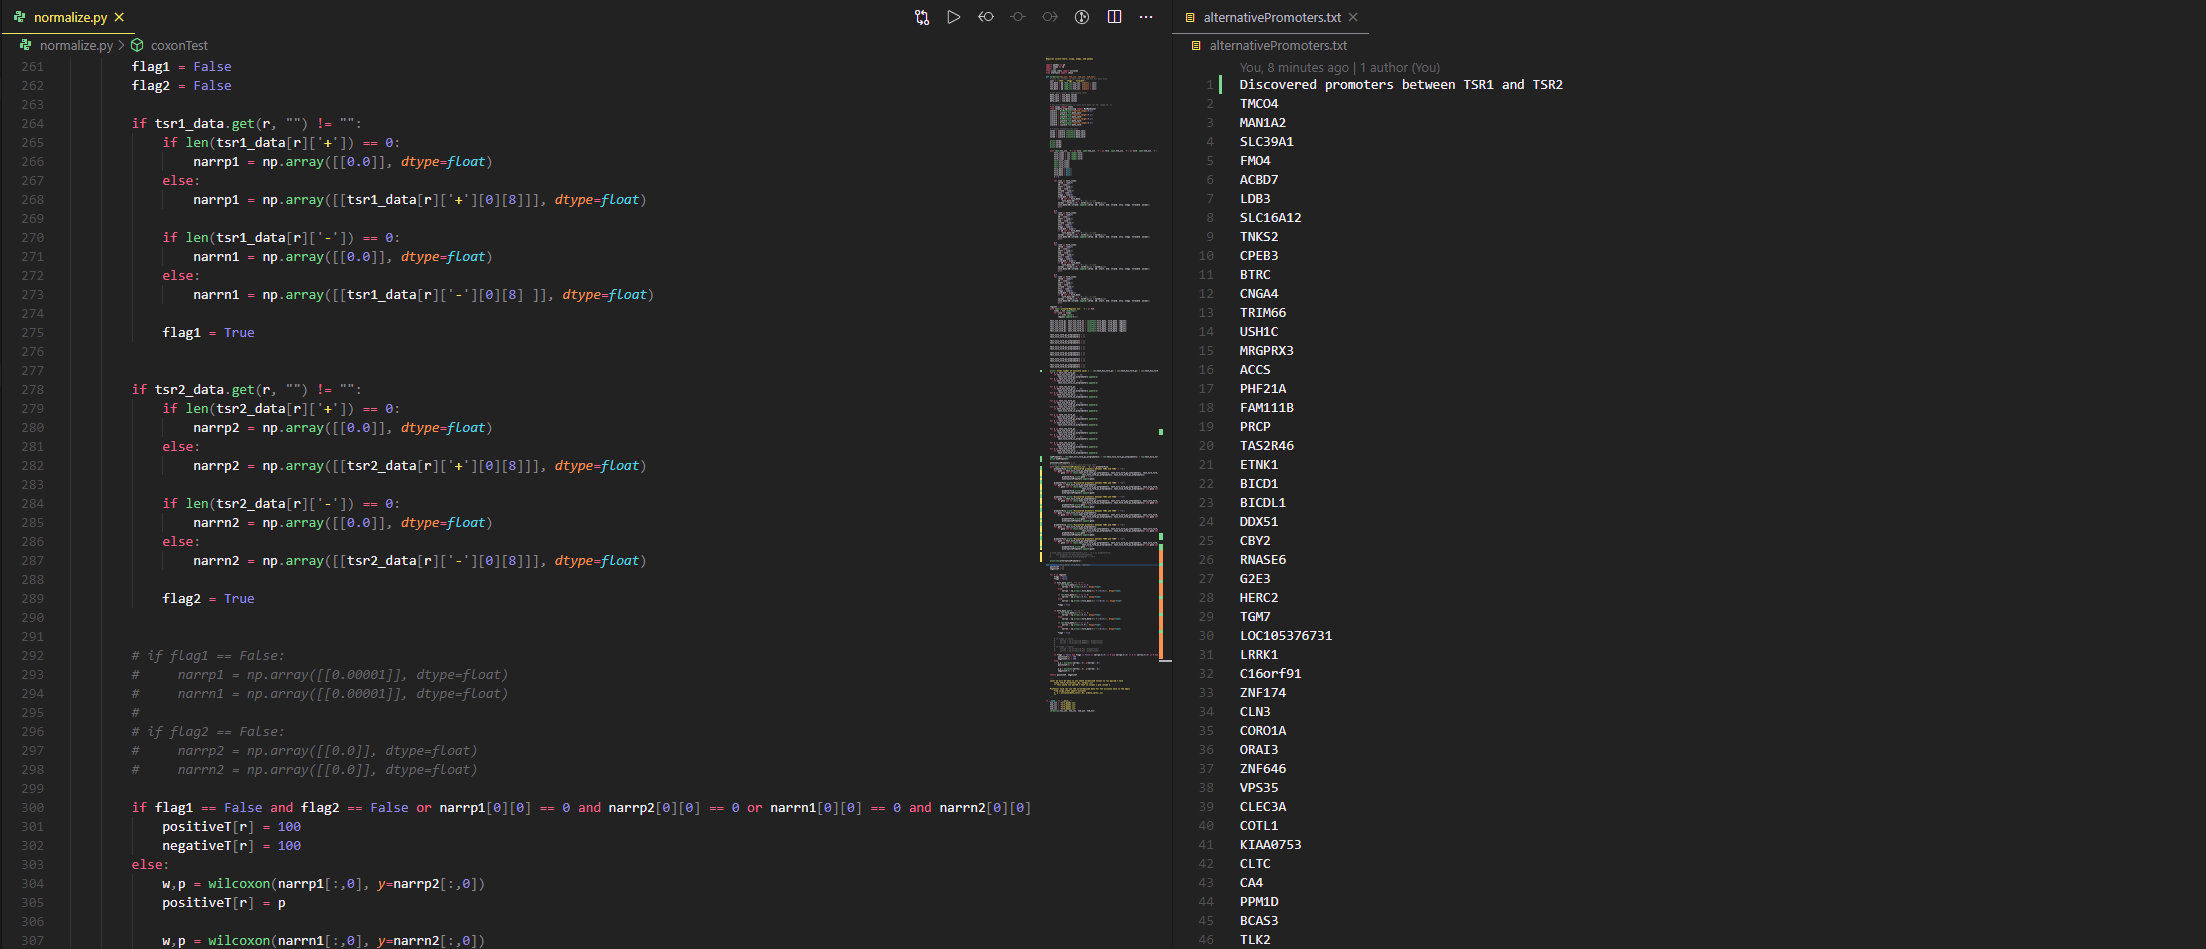 normalize.py
normalize.py > coxonTest
261 flag1 = False
262 flag2 = False
263
264 if tsr1_data.get(r, "") != "":
265 if len(tsr1_data[r]['+']) == 0:
266 narrp1 = np.array([[0.0]], dtype=float)
267 else:
268 narrp1 = np.array([[tsr1_data[r]['+'][0][8]]], dtype=float)
269
270 if len(tsr1_data[r]['-']) == 0:
271 narrn1 = np.array([[0.0]], dtype=float)
272 else:
273 narrn1 = np.array([[tsr1_data[r]['-'][0][8] ]], dtype=float)
274
275 flag1 = True
276
277
278 if tsr2_data.get(r, "") != "":
279 if len(tsr2_data[r]['+']) == 0:
280 narrp2 = np.array([[0.0]], dtype=float)
281 else:
282 narrp2 = np.array([[tsr2_data[r]['+'][0][8]]], dtype=float)
283
284 if len(tsr2_data[r]['-']) == 0:
285 narrn2 = np.array([[0.0]], dtype=float)
286 else:
287 narrn2 = np.array([[tsr2_data[r]['-'][0][8]]], dtype=float)
288
289 flag2 = True
290
291
292 # if flag1 == False:
293 # narrp1 = np.array([[0.00001]], dtype=float)
294 # narrn1 = np.array([[0.00001]], dtype=float)
295 #
296 # if flag2 == False:
297 # narrp2 = np.array([[0.0]], dtype=float)
298 # narrn2 = np.array([[0.0]], dtype=float)
299
300 if flag1 == False and flag2 == False or narrp1[0][0] == 0 and narrp2[0][0] == 0 or narrn1[0][0] == 0 and narrn2[0][0]
301 positiveT[r] = 100
302 negativeT[r] = 100
303 else:
304 w,p = wilcoxon(narrp1[:,0], y=narrp2[:,0])
305 positiveT[r] = p
306
307 w,p = wilcoxon(narrn1[:,0], y=narrn2[:,0])
alternativePromoters.txt
alternativePromoters.txt
You, 8 minutes ago | 1 author (You)
1 Discovered promoters between TSR1 and TSR2
2 TMCO4
3 MAN1A2
4 SLC39A1
5 FMO4
6 ACBD7
7 LDB3
8 SLC16A12
9 TNKS2
10 CPEB3
11 BTRC
12 CNGA4
13 TRIM66
14 USH1C
15 MRGPRX3
16 ACCS
17 PHF21A
18 FAM111B
19 PRCP
20 TAS2R46
21 ETNK1
22 BICD1
23 BICDL1
24 DDX51
25 CBY2
26 RNASE6
27 G2E3
28 HERC2
29 TGM7
30 LOC105376731
31 LRRK1
32 C16orf91
33 ZNF174
34 CLN3
35 CORO1A
36 ORAI3
37 ZNF646
38 VPS35
39 CLEC3A
40 COTL1
41 KIAA0753
42 CLTC
43 CA4
44 PPM1D
45 BCAS3
46 TLK2